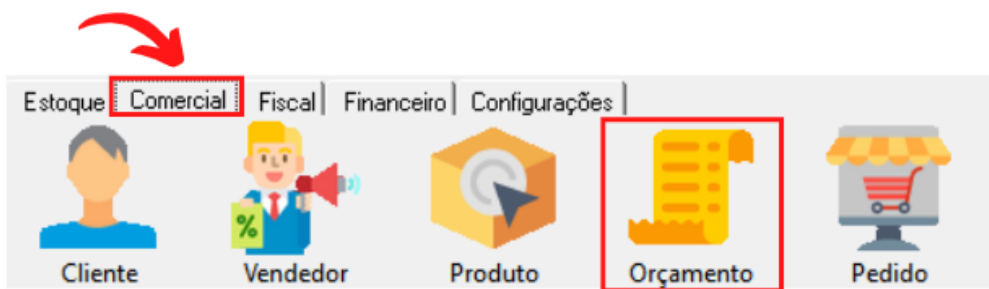 Estoque Comercial Fiscal Financeiro Configurações
%
Cliente Vendedor Produto Orçamento Pedido